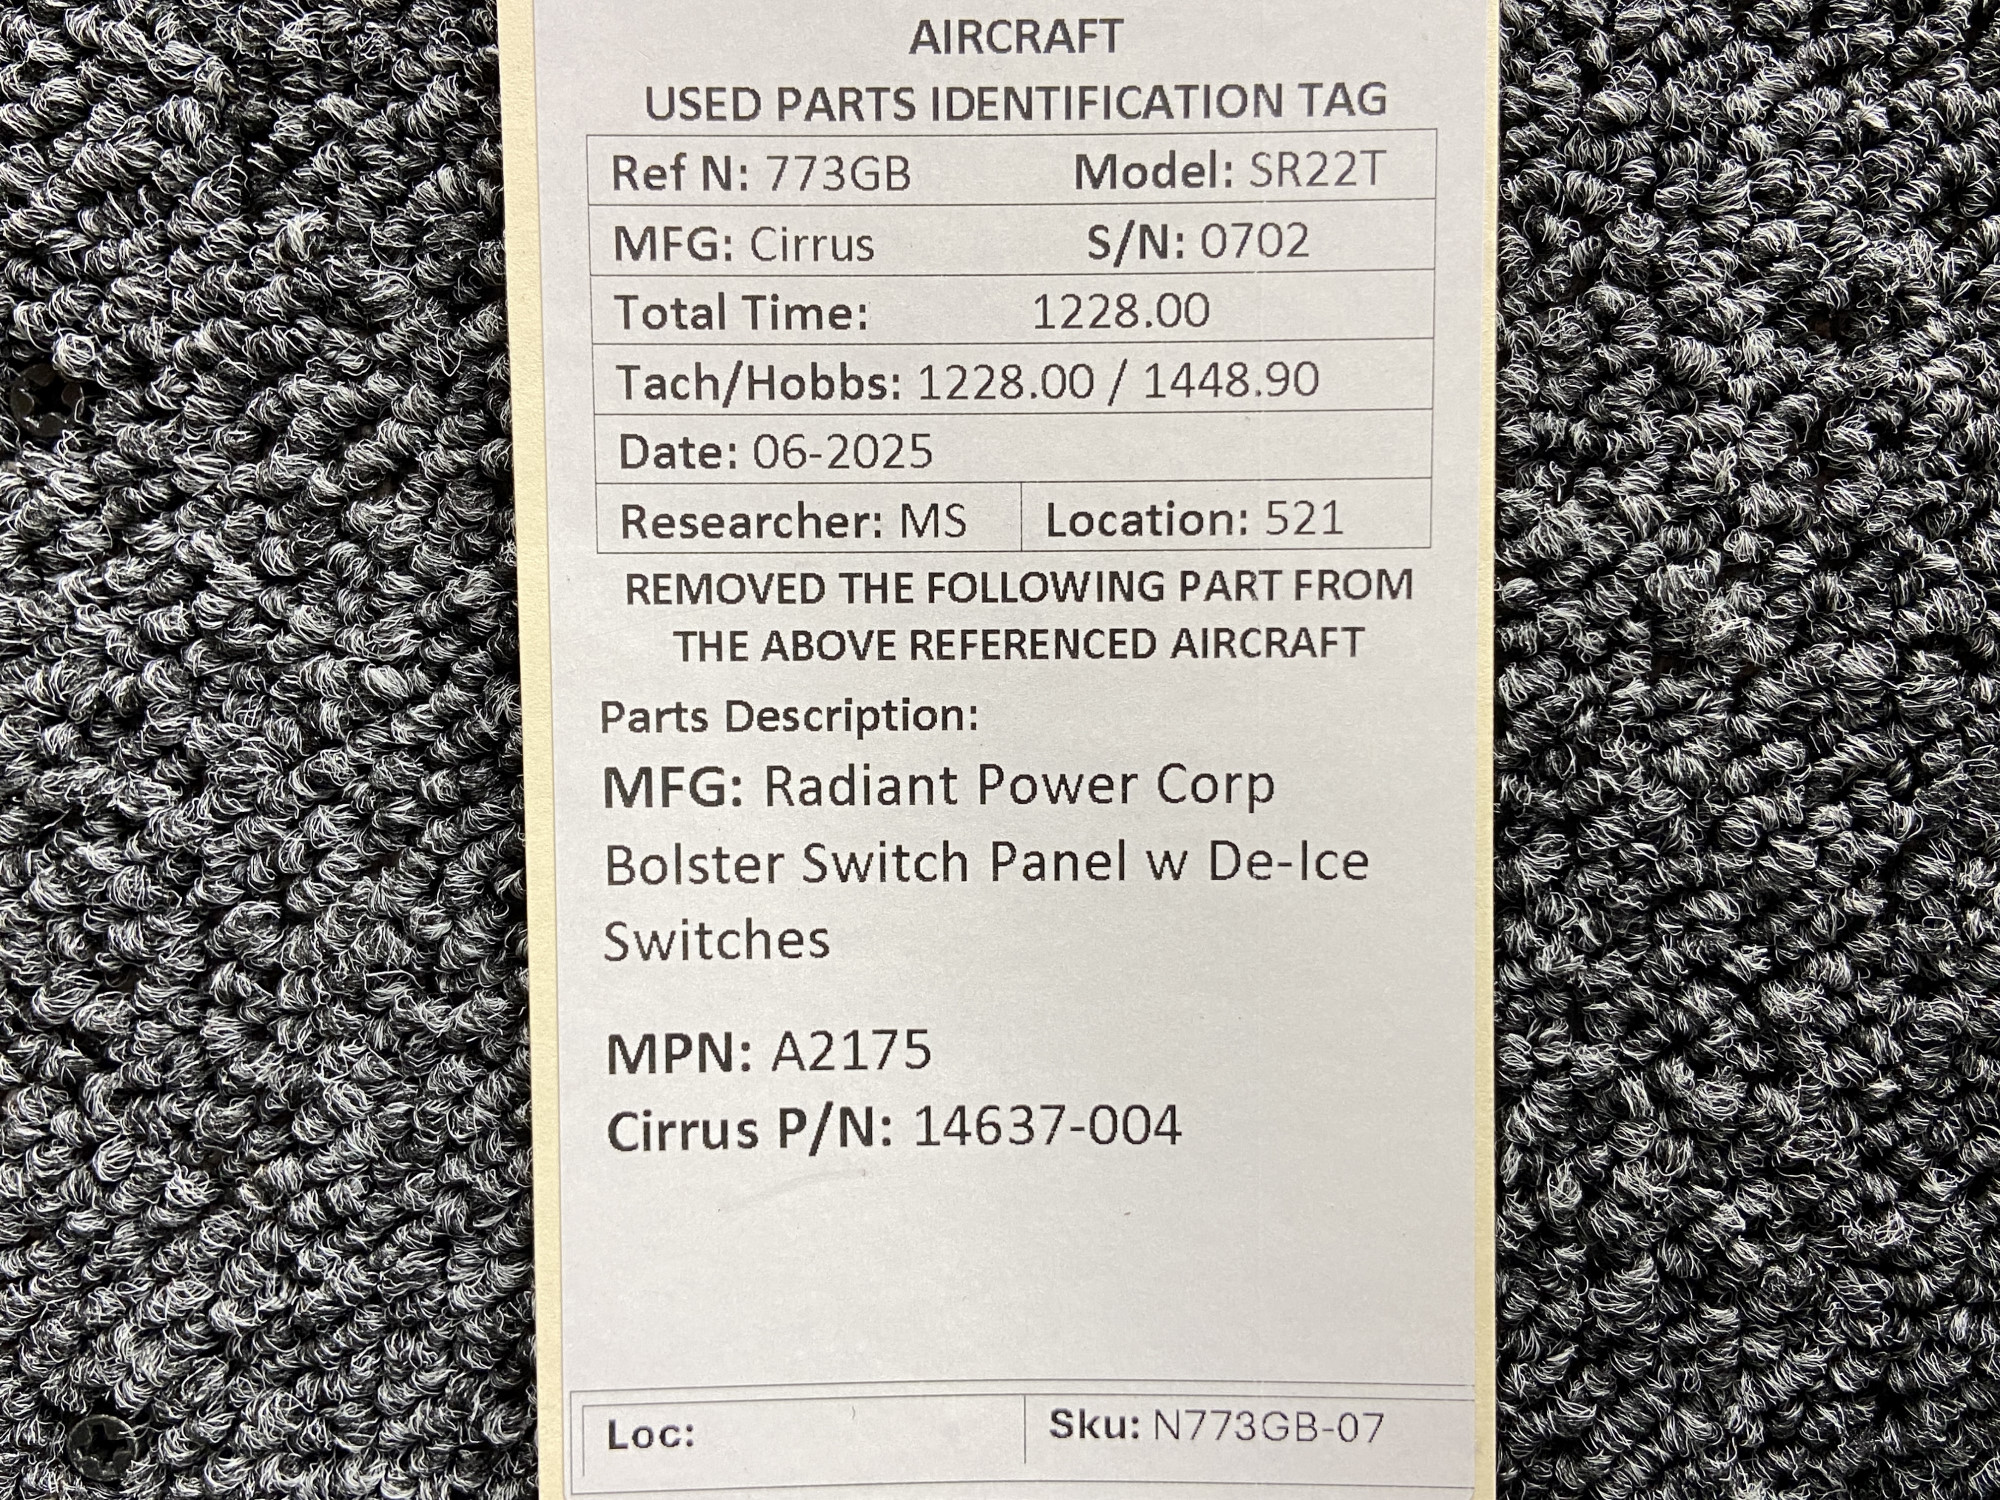 AIRCRAFT
USED PARTS IDENTIFICATION TAG
Ref N: 773GB Model: SR22T
MFG: Cirrus S/N: 0702
Total Time: 1228.00
Tach/Hobbs: 1228.00 / 1448.90
Date: 06-2025
Researcher: MS Location: 521
REMOVED THE FOLLOWING PART FROM
THE ABOVE REFERENCED AIRCRAFT
Parts Description:
MFG: Radiant Power Corp
Bolster Switch Panel w De-Ice
Switches
MPN: A2175
Cirrus P/N: 14637-004
Loc: Sku: N773GB-07